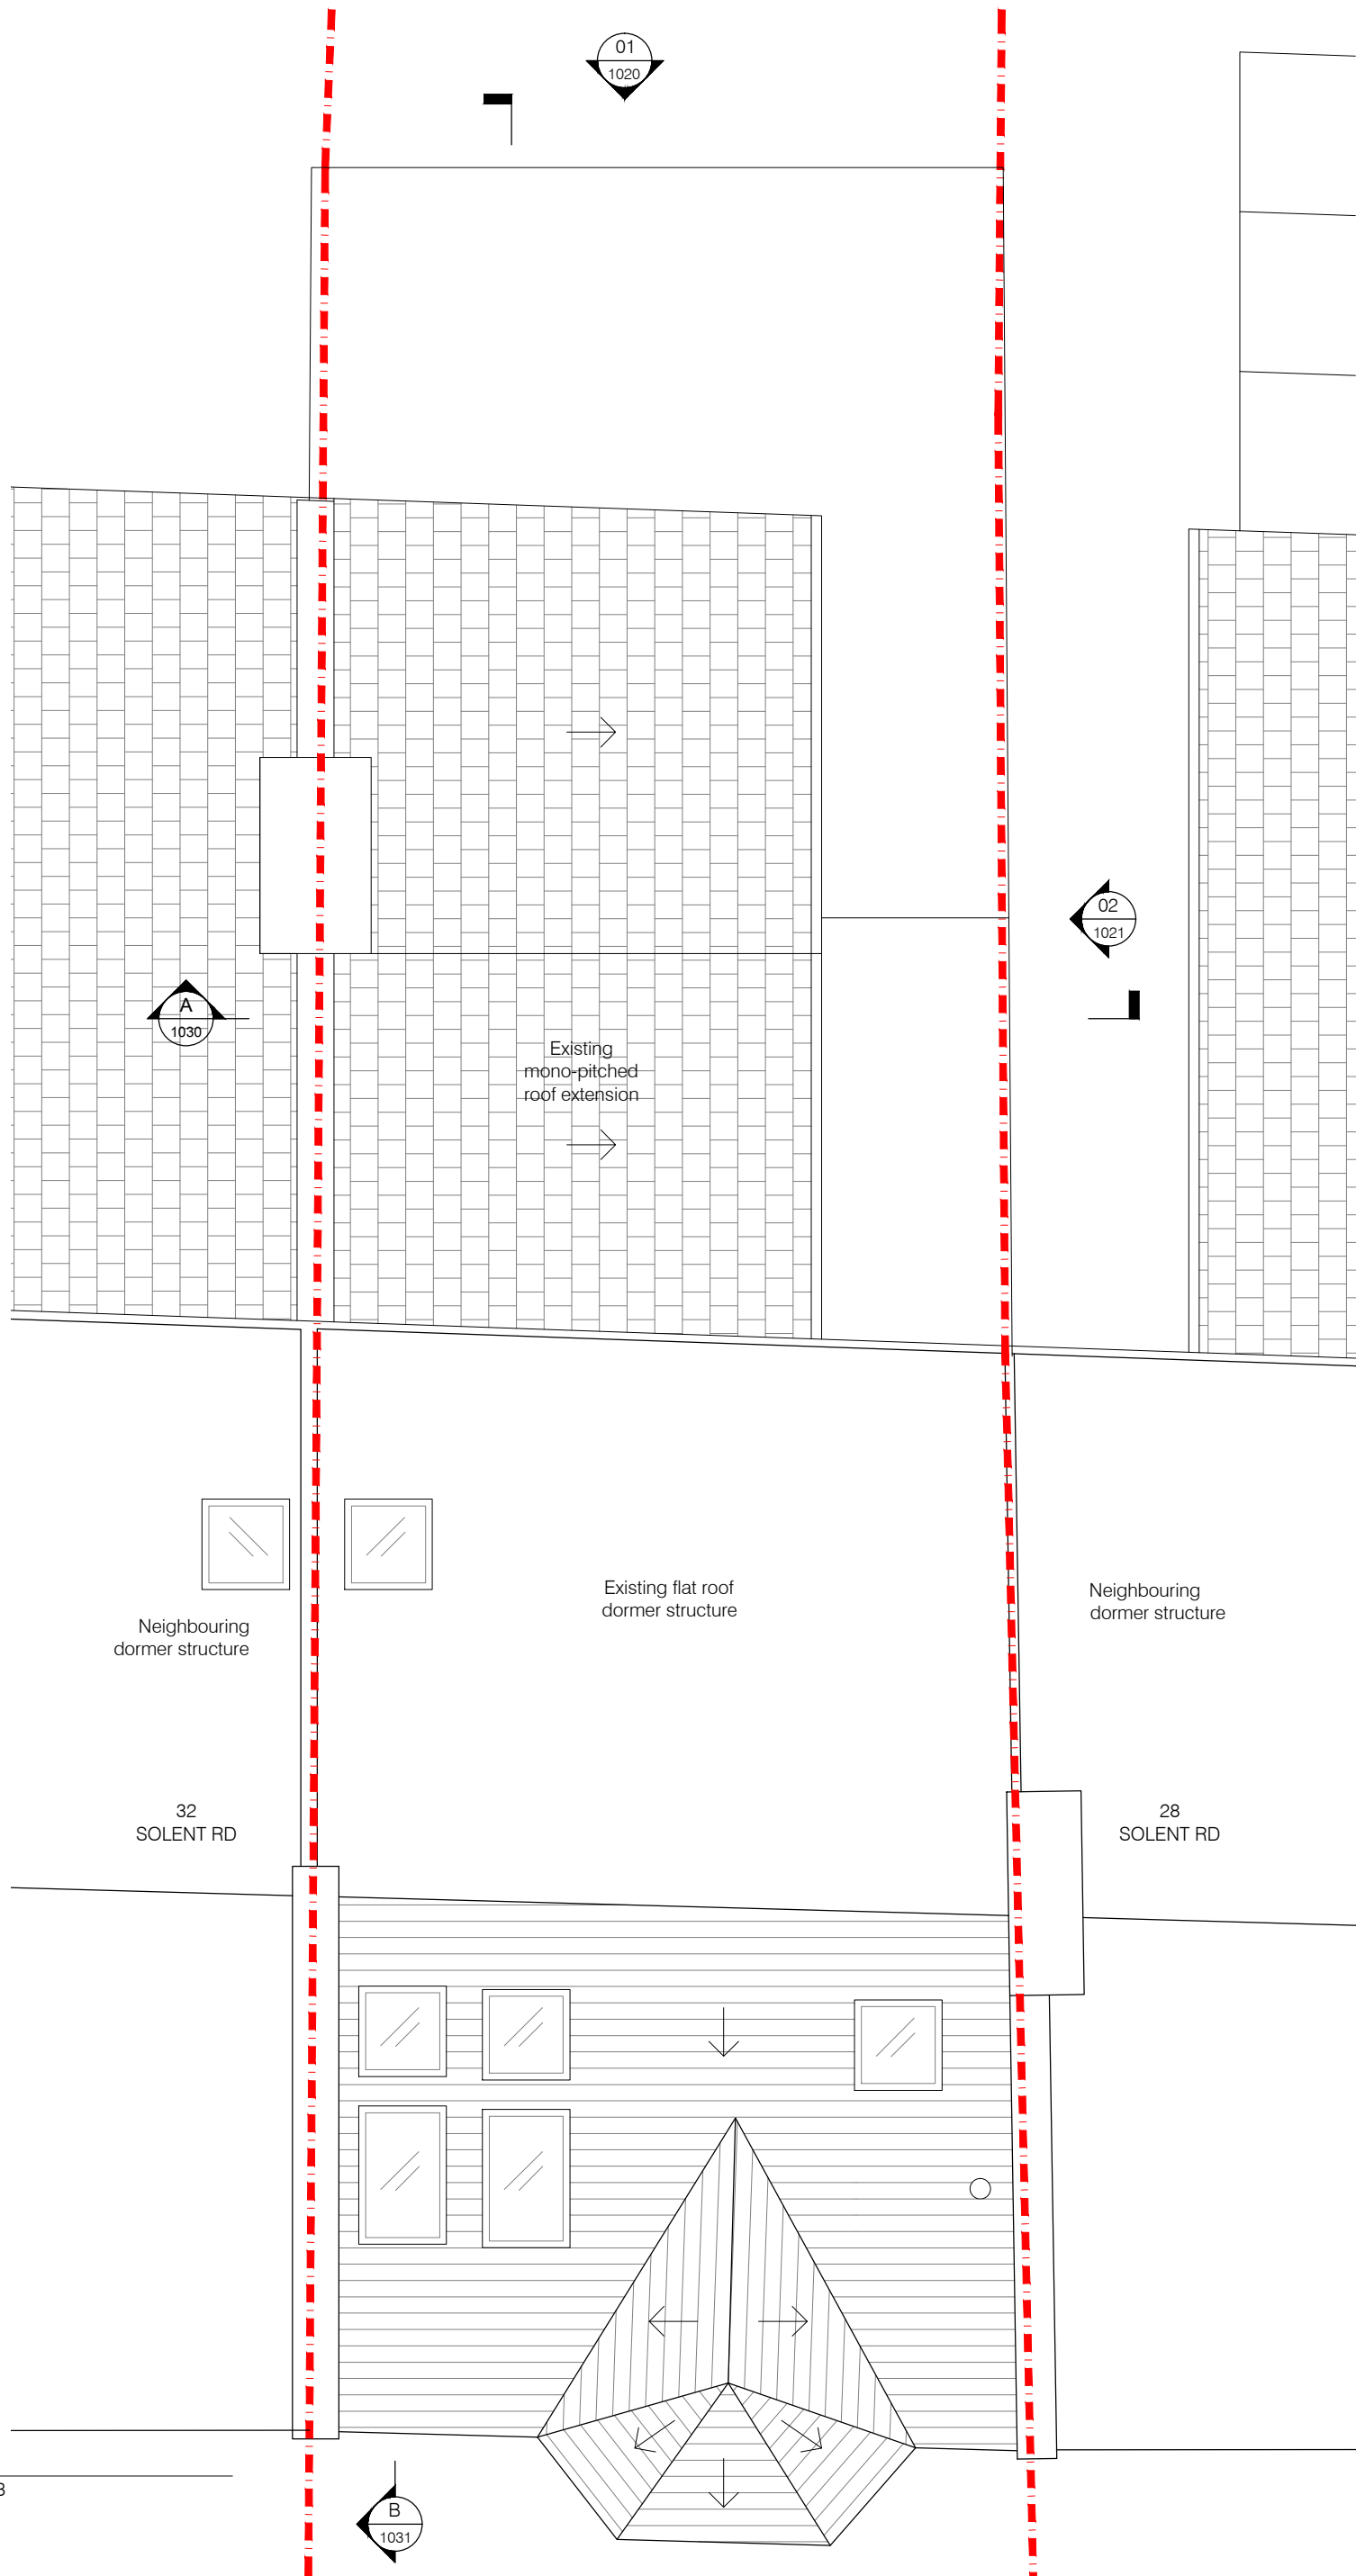 01
1020
02
1021
A
1030
Existing
mono-pitched
roof extension
Existing flat roof
dormer structure
Neighbouring
dormer structure
Neighbouring
dormer structure
32
SOLENT RD
28
SOLENT RD
B
1031